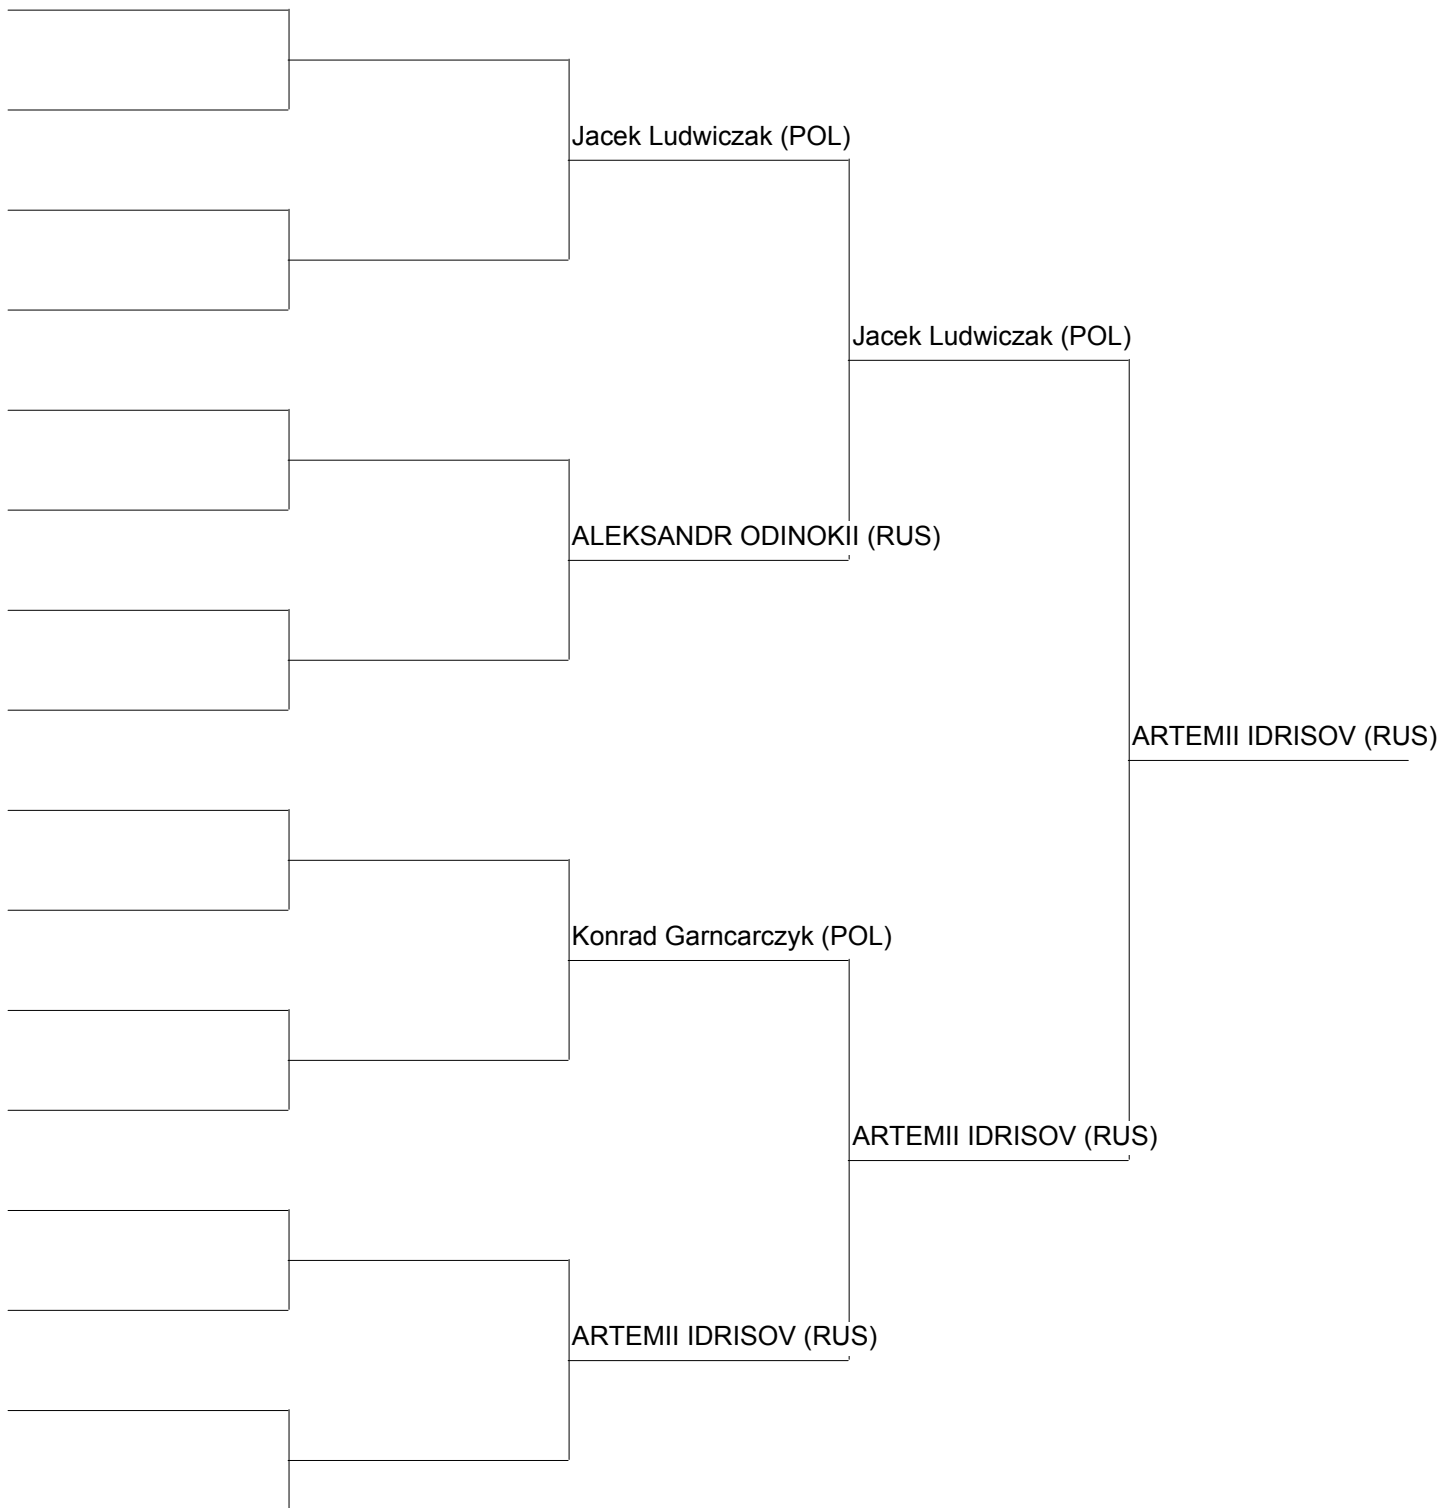 Jacek Ludwiczak (POL)
Jacek Ludwiczak (POL)
ALEKSANDR ODINOKII (RUS)
ARTEMII IDRISOV (RUS)
Konrad Garncarczyk (POL)
ARTEMII IDRISOV (RUS)
ARTEMII IDRISOV (RUS)